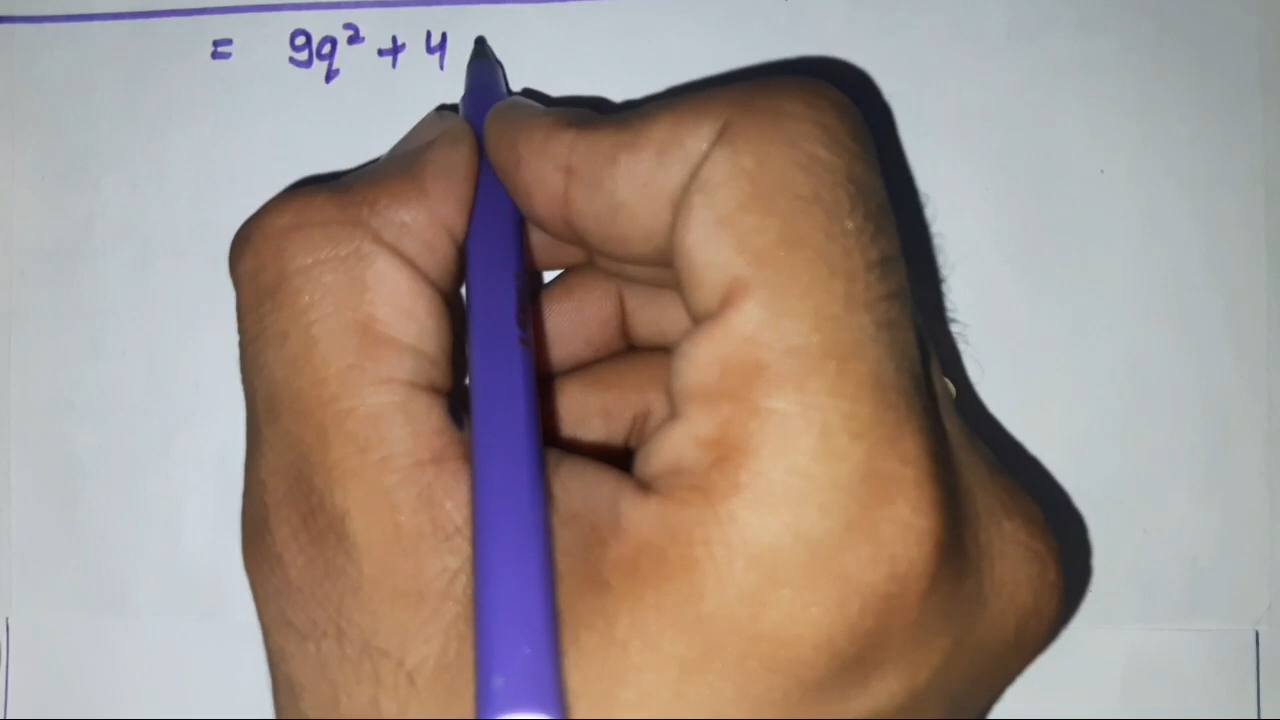 = 9q² + 4